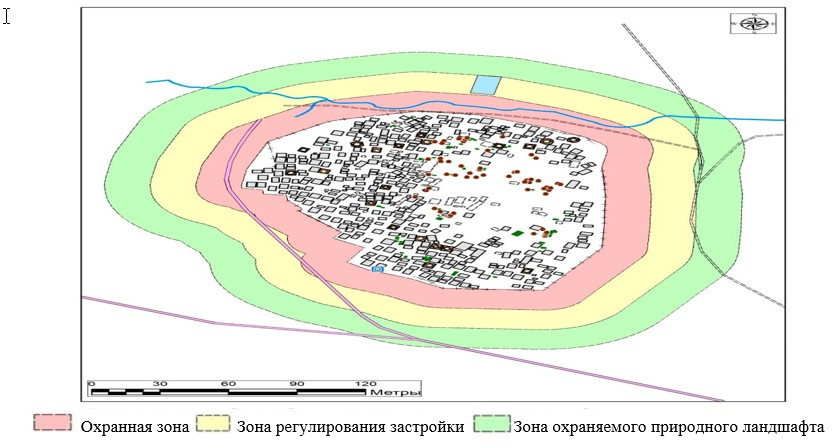 0 30 60 90 120
Метры
Охранная зона Зона регулирования застройки Зона охраняемого природного ландшафта